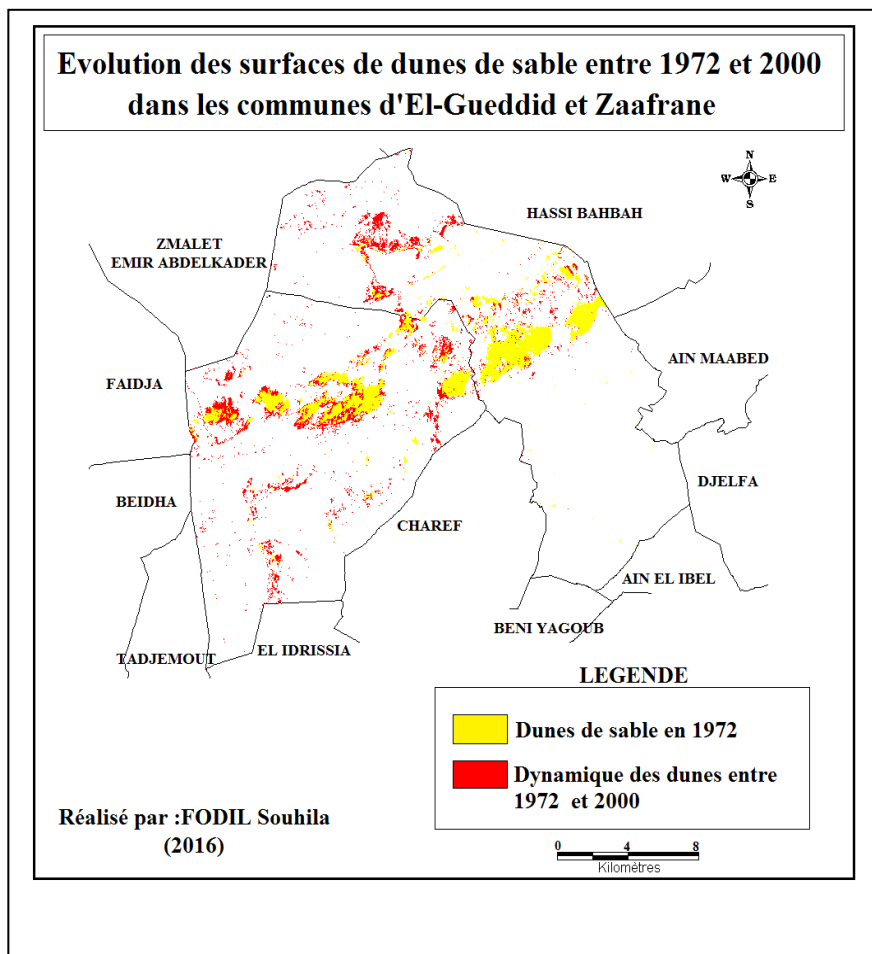 Evolution des surfaces de dunes de sable entre 1972 et 2000
dans les communes d'El-Gueddid et Zaafrane
N
W E
S
HASSI BAHBAH
ZMALET
EMIR ABDELKADER
AIN MAABED
FAIDJA
DJELFA
BEIDHA
CHAREF
AIN EL IBEL
BENI YAGOUB
EL IDRISSIA
TADJEMOUT
LEGENDE
Dunes de sable en 1972
Dynamique des dunes entre
1972 et 2000
Réalisé par :FODIL Souhila
(2016)
0 4 8
Kilomètres